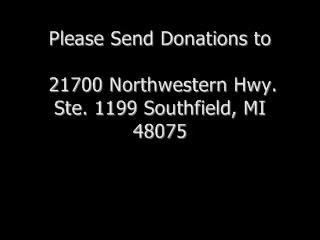 Please Send Donations to
21700 Northwestern Hwy.
Ste. 1199 Southfield, MI
48075